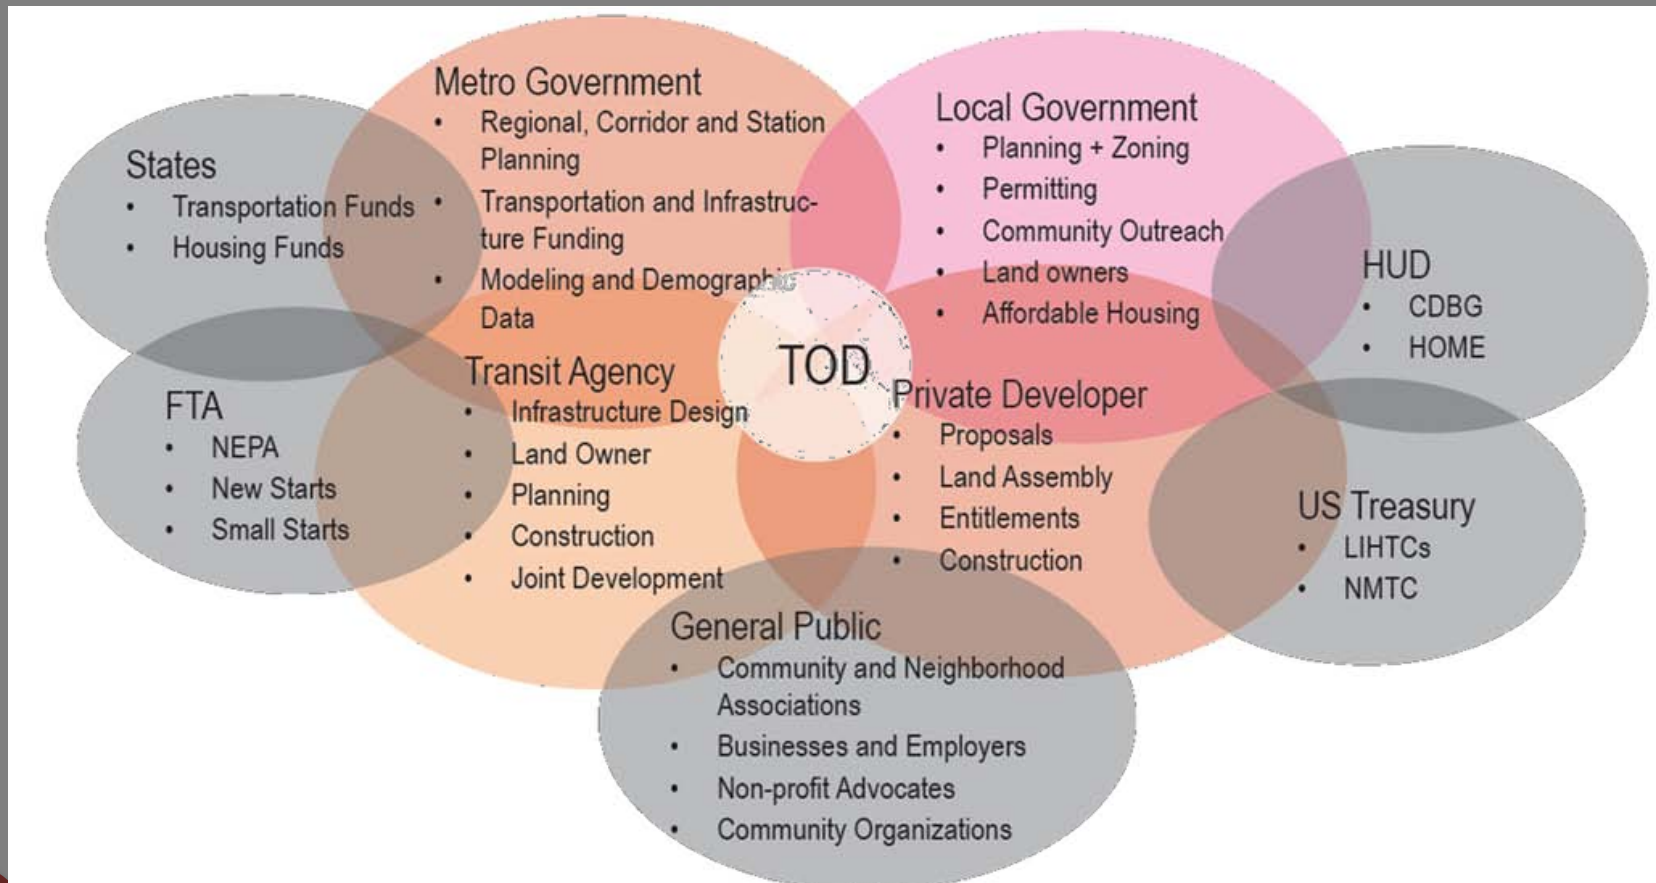 Metro Government
• Regional, Corridor and Station
Planning
• Transportation and Infrastruc-
ture Funding
• Modeling and Demographic
Data
Local Government
• Planning + Zoning
• Permitting
• Community Outreach
• Land owners
• Affordable Housing
States
• Transportation Funds
• Housing Funds
HUD
• CDBG
• HOME
TOD
Transit Agency
• Infrastructure Design
• Land Owner
• Planning
• Construction
• Joint Development
Private Developer
• Proposals
• Land Assembly
• Entitlements
• Construction
FTA
• NEPA
• New Starts
• Small Starts
US Treasury
• LIHTCs
• NMTC
General Public
• Community and Neighborhood
Associations
• Businesses and Employers
• Non-profit Advocates
• Community Organizations